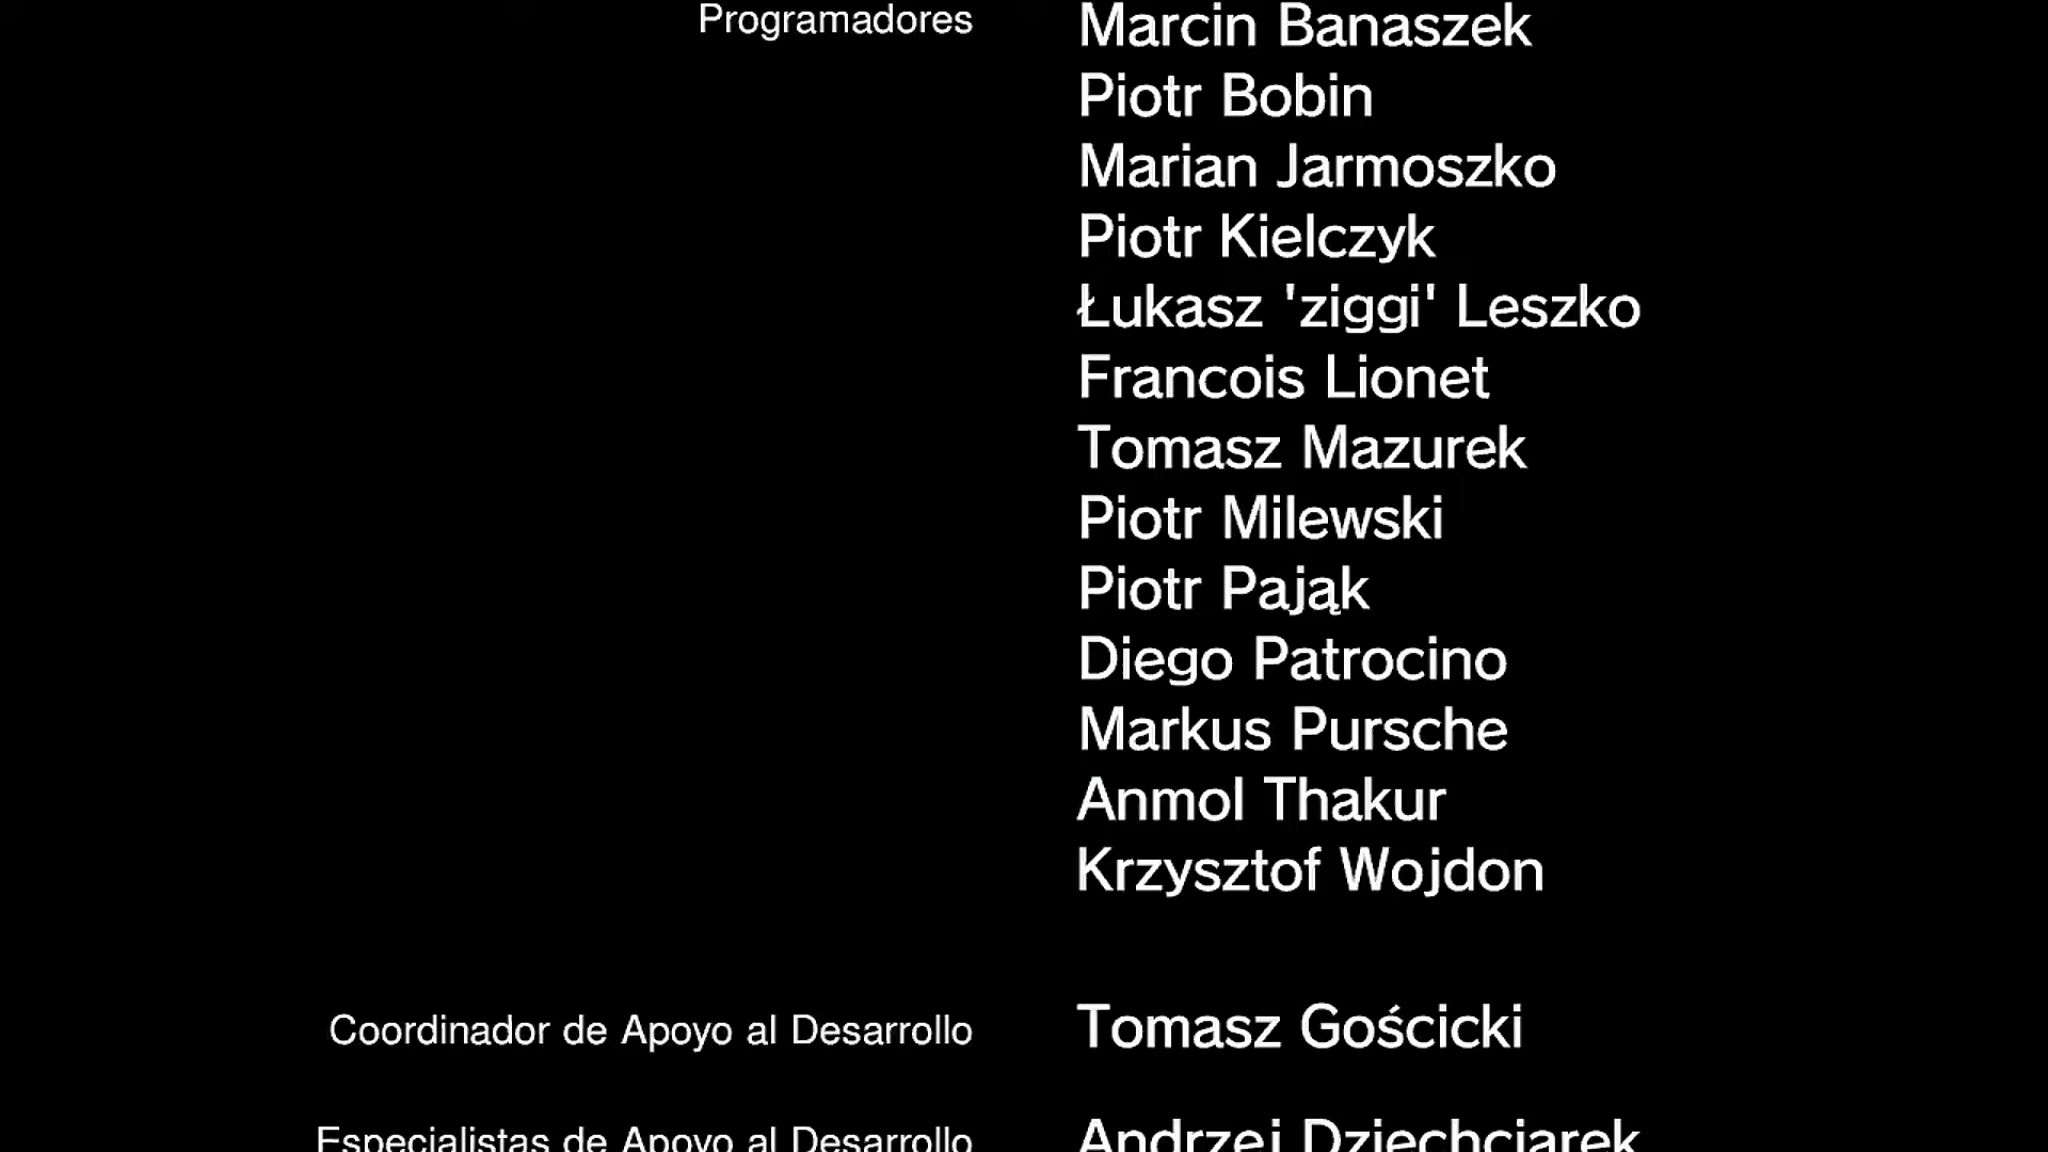 Programadores Marcin Banaszek
Piotr Bobin
Marian Jarmoszko
Piotr Kielczyk
Łukasz 'ziggi' Leszko
Francois Lionet
Tomasz Mazurek
Piotr Milewski
Piotr Pająk
Diego Patrocino
Markus Pursche
Anmol Thakur
Krzysztof Wojdon
Coordinador de Apoyo al Desarrollo Tomasz Gościcki
Especialistas de Apoyo al Desarrollo Andrzej Dziechciarek